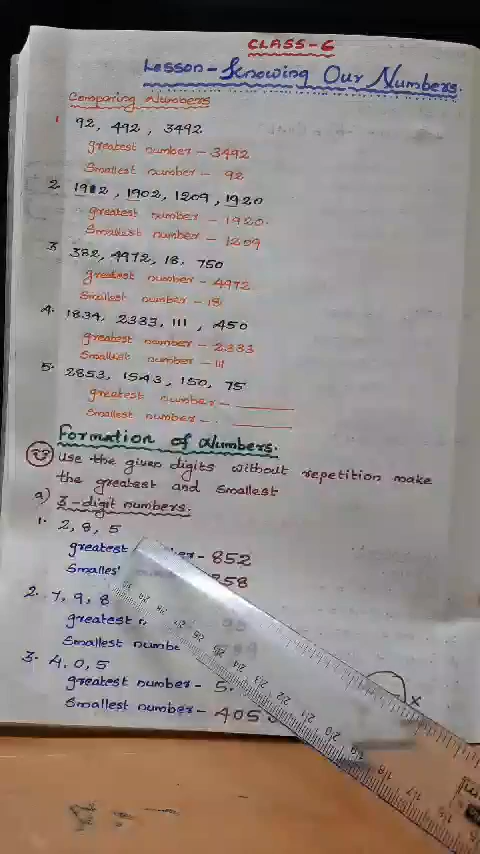 CLASS-6
Lesson - Knowing Our Numbers.
Comparing Numbers
1 92, 492, 3492
greatest number - 3492
Smallest number - 92
2. 1912, 1902, 1209, 1920
greatest number - 1920.
Smallest number - 1209
3. 382, 4972, 18, 750
greatest number - 4972
Smallest number - 18
4. 1834, 2383, 111, 450
greatest number - 2383
Smallest number - 111
5. 2853, 1543, 150, 75
greatest number -
Smallest number -
Formation of Numbers.
Use the given digits without repetition make
the greatest and smallest
a) 3-digit numbers.
1. 2, 8, 5
greatest - 852
258
2. 7, 9, 8
greatest
Smallest
3. 4, 0, 5
greatest number - 5
Smallest number - 405